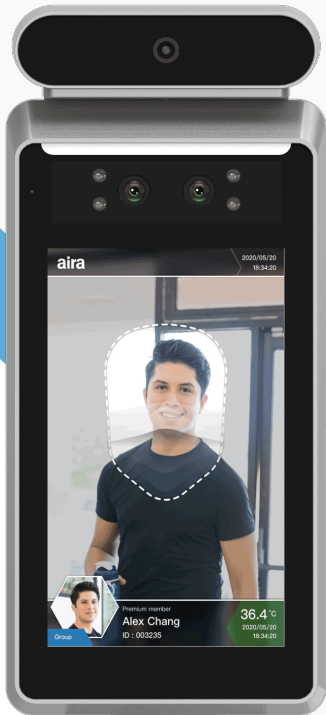 aira
2020/05/20
18:34:20
Premium member
Alex Chang
ID : 003235
Group
36.4 °C
2020/05/20
18:34:20